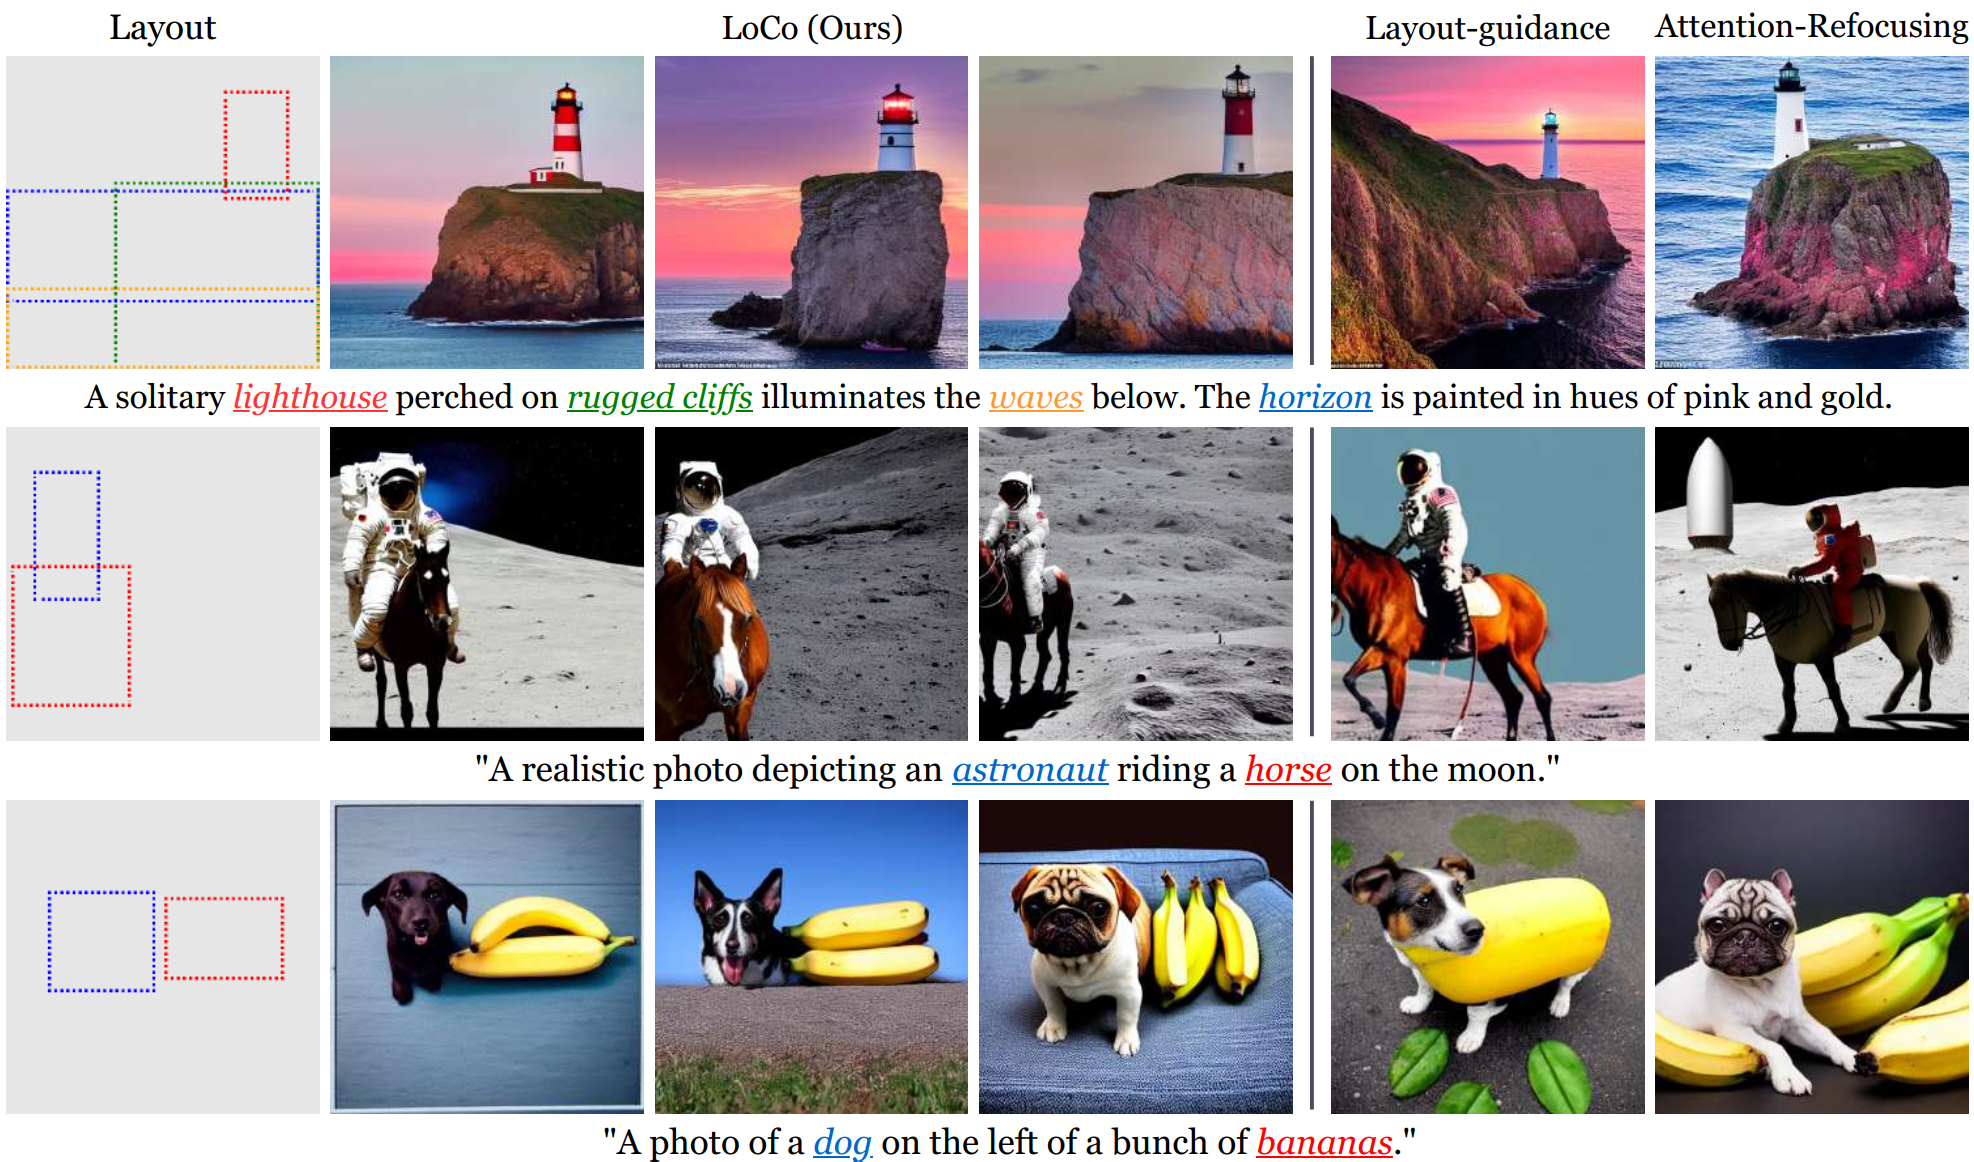 Layout LoCo (Ours) Layout-guidance Attention-Refocusing
A solitary lighthouse perched on rugged cliffs illuminates the waves below. The horizon is painted in hues of pink and gold.
"A realistic photo depicting an astronaut riding a horse on the moon."
"A photo of a dog on the left of a bunch of bananas."